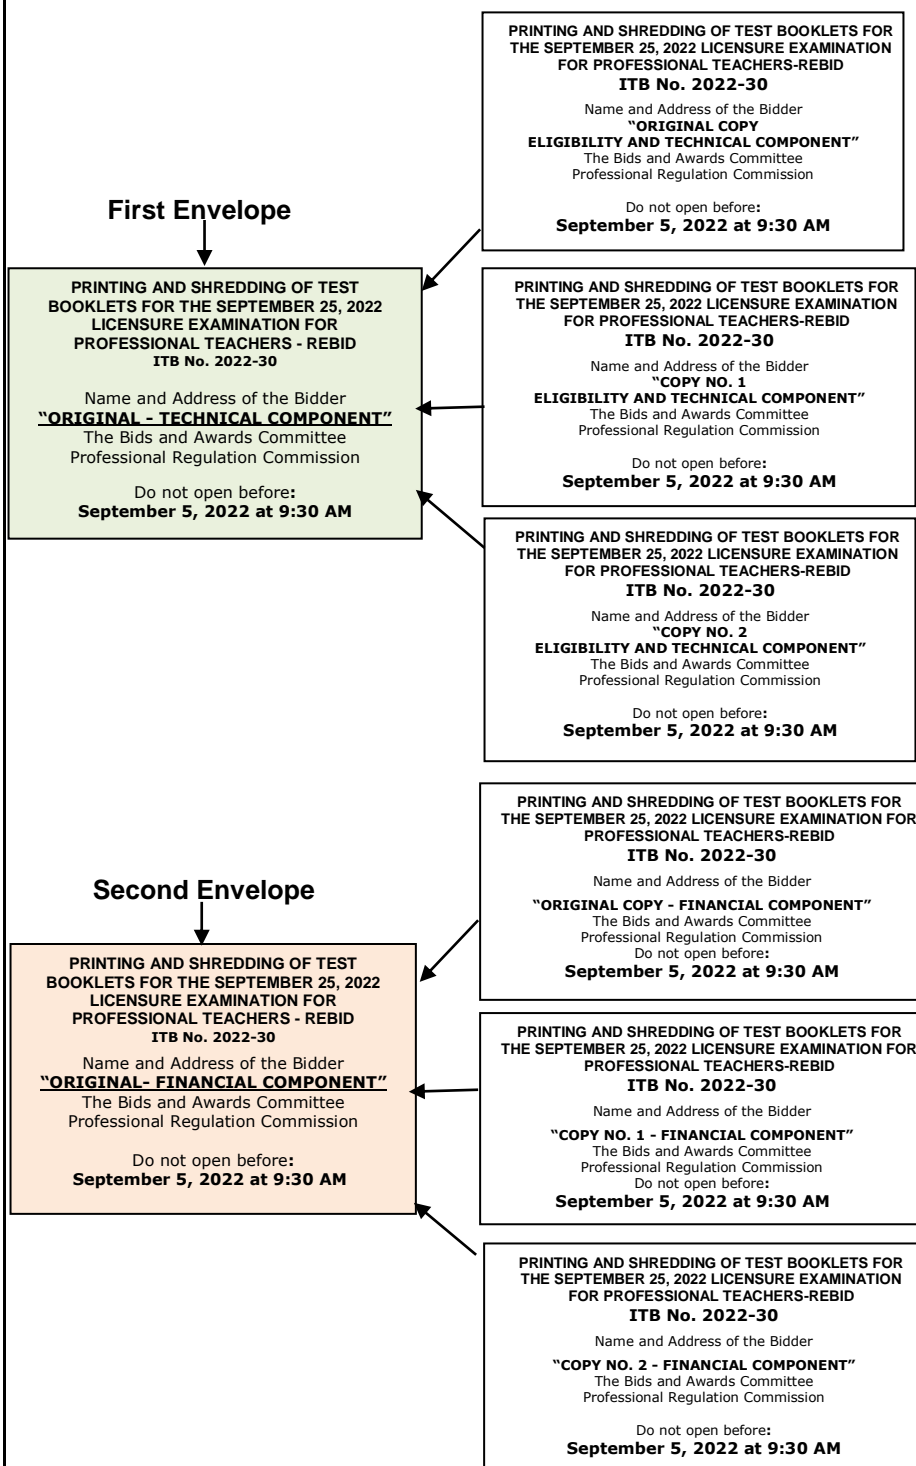 PRINTING AND SHREDDING OF TEST BOOKLETS FOR
THE SEPTEMBER 25, 2022 LICENSURE EXAMINATION
FOR PROFESSIONAL TEACHERS-REBID
ITB No. 2022-30
Name and Address of the Bidder
“ORIGINAL COPY
ELIGIBILITY AND TECHNICAL COMPONENT”
The Bids and Awards Committee
Professional Regulation Commission
Do not open before:
September 5, 2022 at 9:30 AM
First Envelope
PRINTING AND SHREDDING OF TEST
BOOKLETS FOR THE SEPTEMBER 25, 2022
LICENSURE EXAMINATION FOR
PROFESSIONAL TEACHERS - REBID
ITB No. 2022-30
Name and Address of the Bidder
“ORIGINAL - TECHNICAL COMPONENT”
The Bids and Awards Committee
Professional Regulation Commission
Do not open before:
September 5, 2022 at 9:30 AM
PRINTING AND SHREDDING OF TEST BOOKLETS FOR
THE SEPTEMBER 25, 2022 LICENSURE EXAMINATION
FOR PROFESSIONAL TEACHERS-REBID
ITB No. 2022-30
Name and Address of the Bidder
“COPY NO. 1
ELIGIBILITY AND TECHNICAL COMPONENT”
The Bids and Awards Committee
Professional Regulation Commission
Do not open before:
September 5, 2022 at 9:30 AM
PRINTING AND SHREDDING OF TEST BOOKLETS FOR
THE SEPTEMBER 25, 2022 LICENSURE EXAMINATION
FOR PROFESSIONAL TEACHERS-REBID
ITB No. 2022-30
Name and Address of the Bidder
“COPY NO. 2
ELIGIBILITY AND TECHNICAL COMPONENT”
The Bids and Awards Committee
Professional Regulation Commission
Do not open before:
September 5, 2022 at 9:30 AM
PRINTING AND SHREDDING OF TEST BOOKLETS FOR
THE SEPTEMBER 25, 2022 LICENSURE EXAMINATION FOR
PROFESSIONAL TEACHERS-REBID
ITB No. 2022-30
Name and Address of the Bidder
“ORIGINAL COPY - FINANCIAL COMPONENT”
The Bids and Awards Committee
Professional Regulation Commission
Do not open before:
September 5, 2022 at 9:30 AM
Second Envelope
PRINTING AND SHREDDING OF TEST
BOOKLETS FOR THE SEPTEMBER 25, 2022
LICENSURE EXAMINATION FOR
PROFESSIONAL TEACHERS - REBID
ITB No. 2022-30
Name and Address of the Bidder
“ORIGINAL- FINANCIAL COMPONENT”
The Bids and Awards Committee
Professional Regulation Commission
Do not open before:
September 5, 2022 at 9:30 AM
PRINTING AND SHREDDING OF TEST BOOKLETS FOR
THE SEPTEMBER 25, 2022 LICENSURE EXAMINATION FOR
PROFESSIONAL TEACHERS-REBID
ITB No. 2022-30
Name and Address of the Bidder
“COPY NO. 1 - FINANCIAL COMPONENT”
The Bids and Awards Committee
Professional Regulation Commission
Do not open before:
September 5, 2022 at 9:30 AM
PRINTING AND SHREDDING OF TEST BOOKLETS FOR
THE SEPTEMBER 25, 2022 LICENSURE EXAMINATION
FOR PROFESSIONAL TEACHERS-REBID
ITB No. 2022-30
Name and Address of the Bidder
“COPY NO. 2 - FINANCIAL COMPONENT”
The Bids and Awards Committee
Professional Regulation Commission
Do not open before:
September 5, 2022 at 9:30 AM